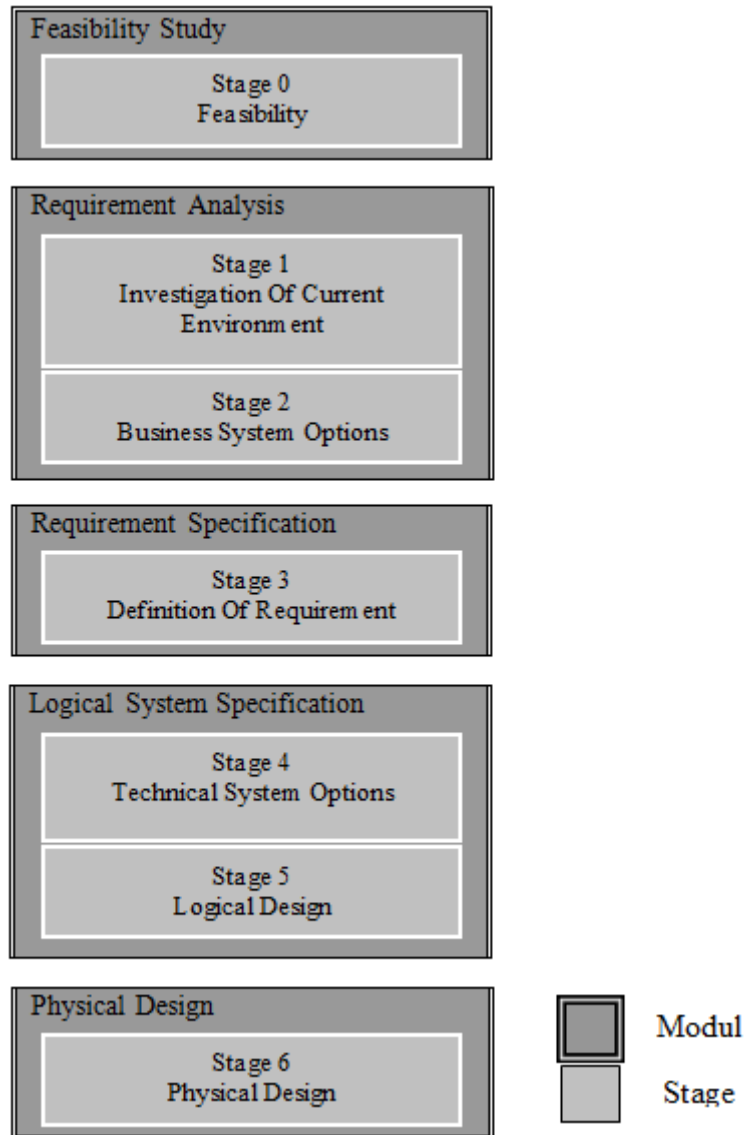 Feasibility Study
Stage 0
Feasibility
Requirement Analysis
Stage 1
Investigation Of Current
Environment
Stage 2
Business System Options
Requirement Specification
Stage 3
Definition Of Requirement
Logical System Specification
Stage 4
Technical System Options
Stage 5
Logical Design
Physical Design
Stage 6
Physical Design
Modul
Stage